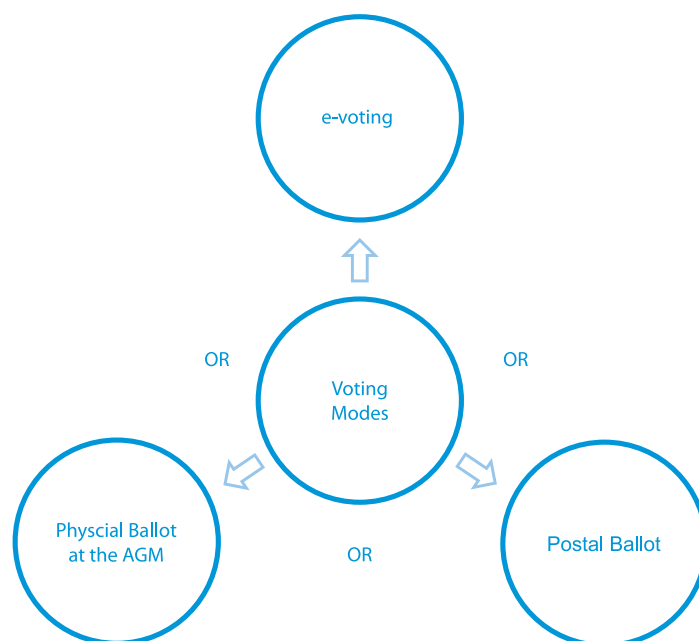 e-voting
OR
OR
Voting
Modes
Physcial Ballot
at the AGM
OR
Postal Ballot